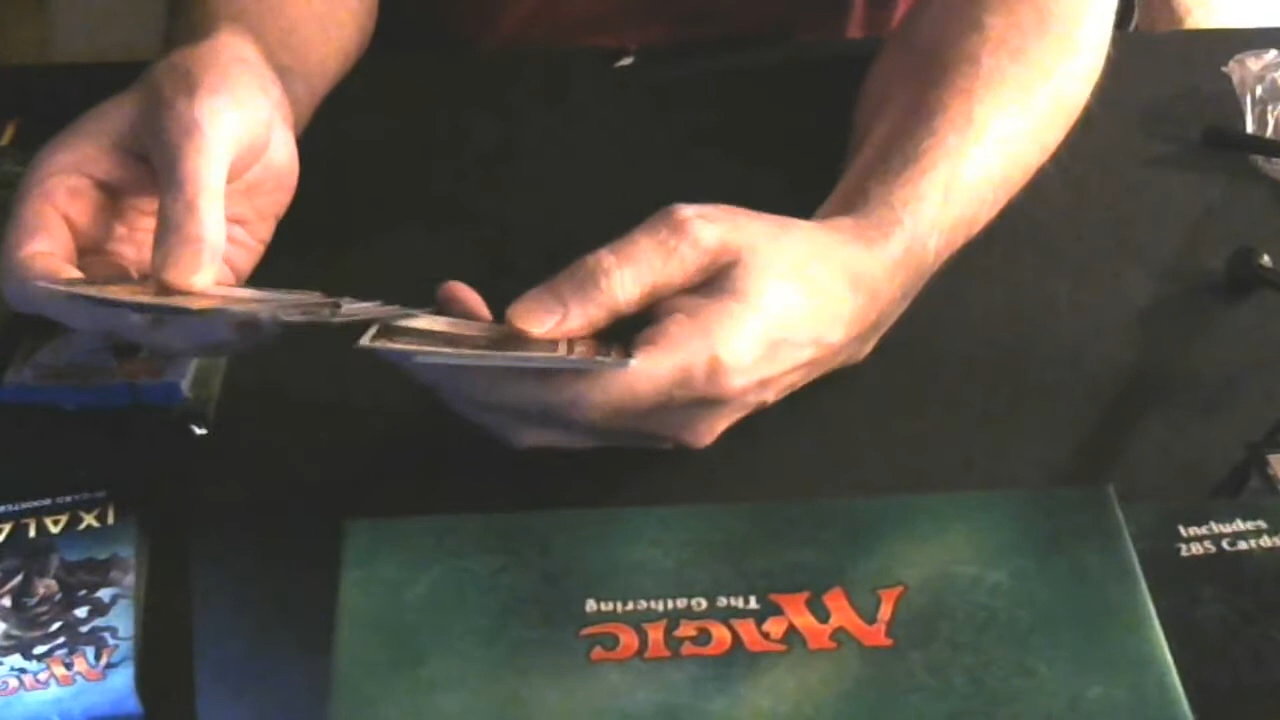 IXALA
MAGIC
The Gathering
MAGIC
Includes
285 Cards